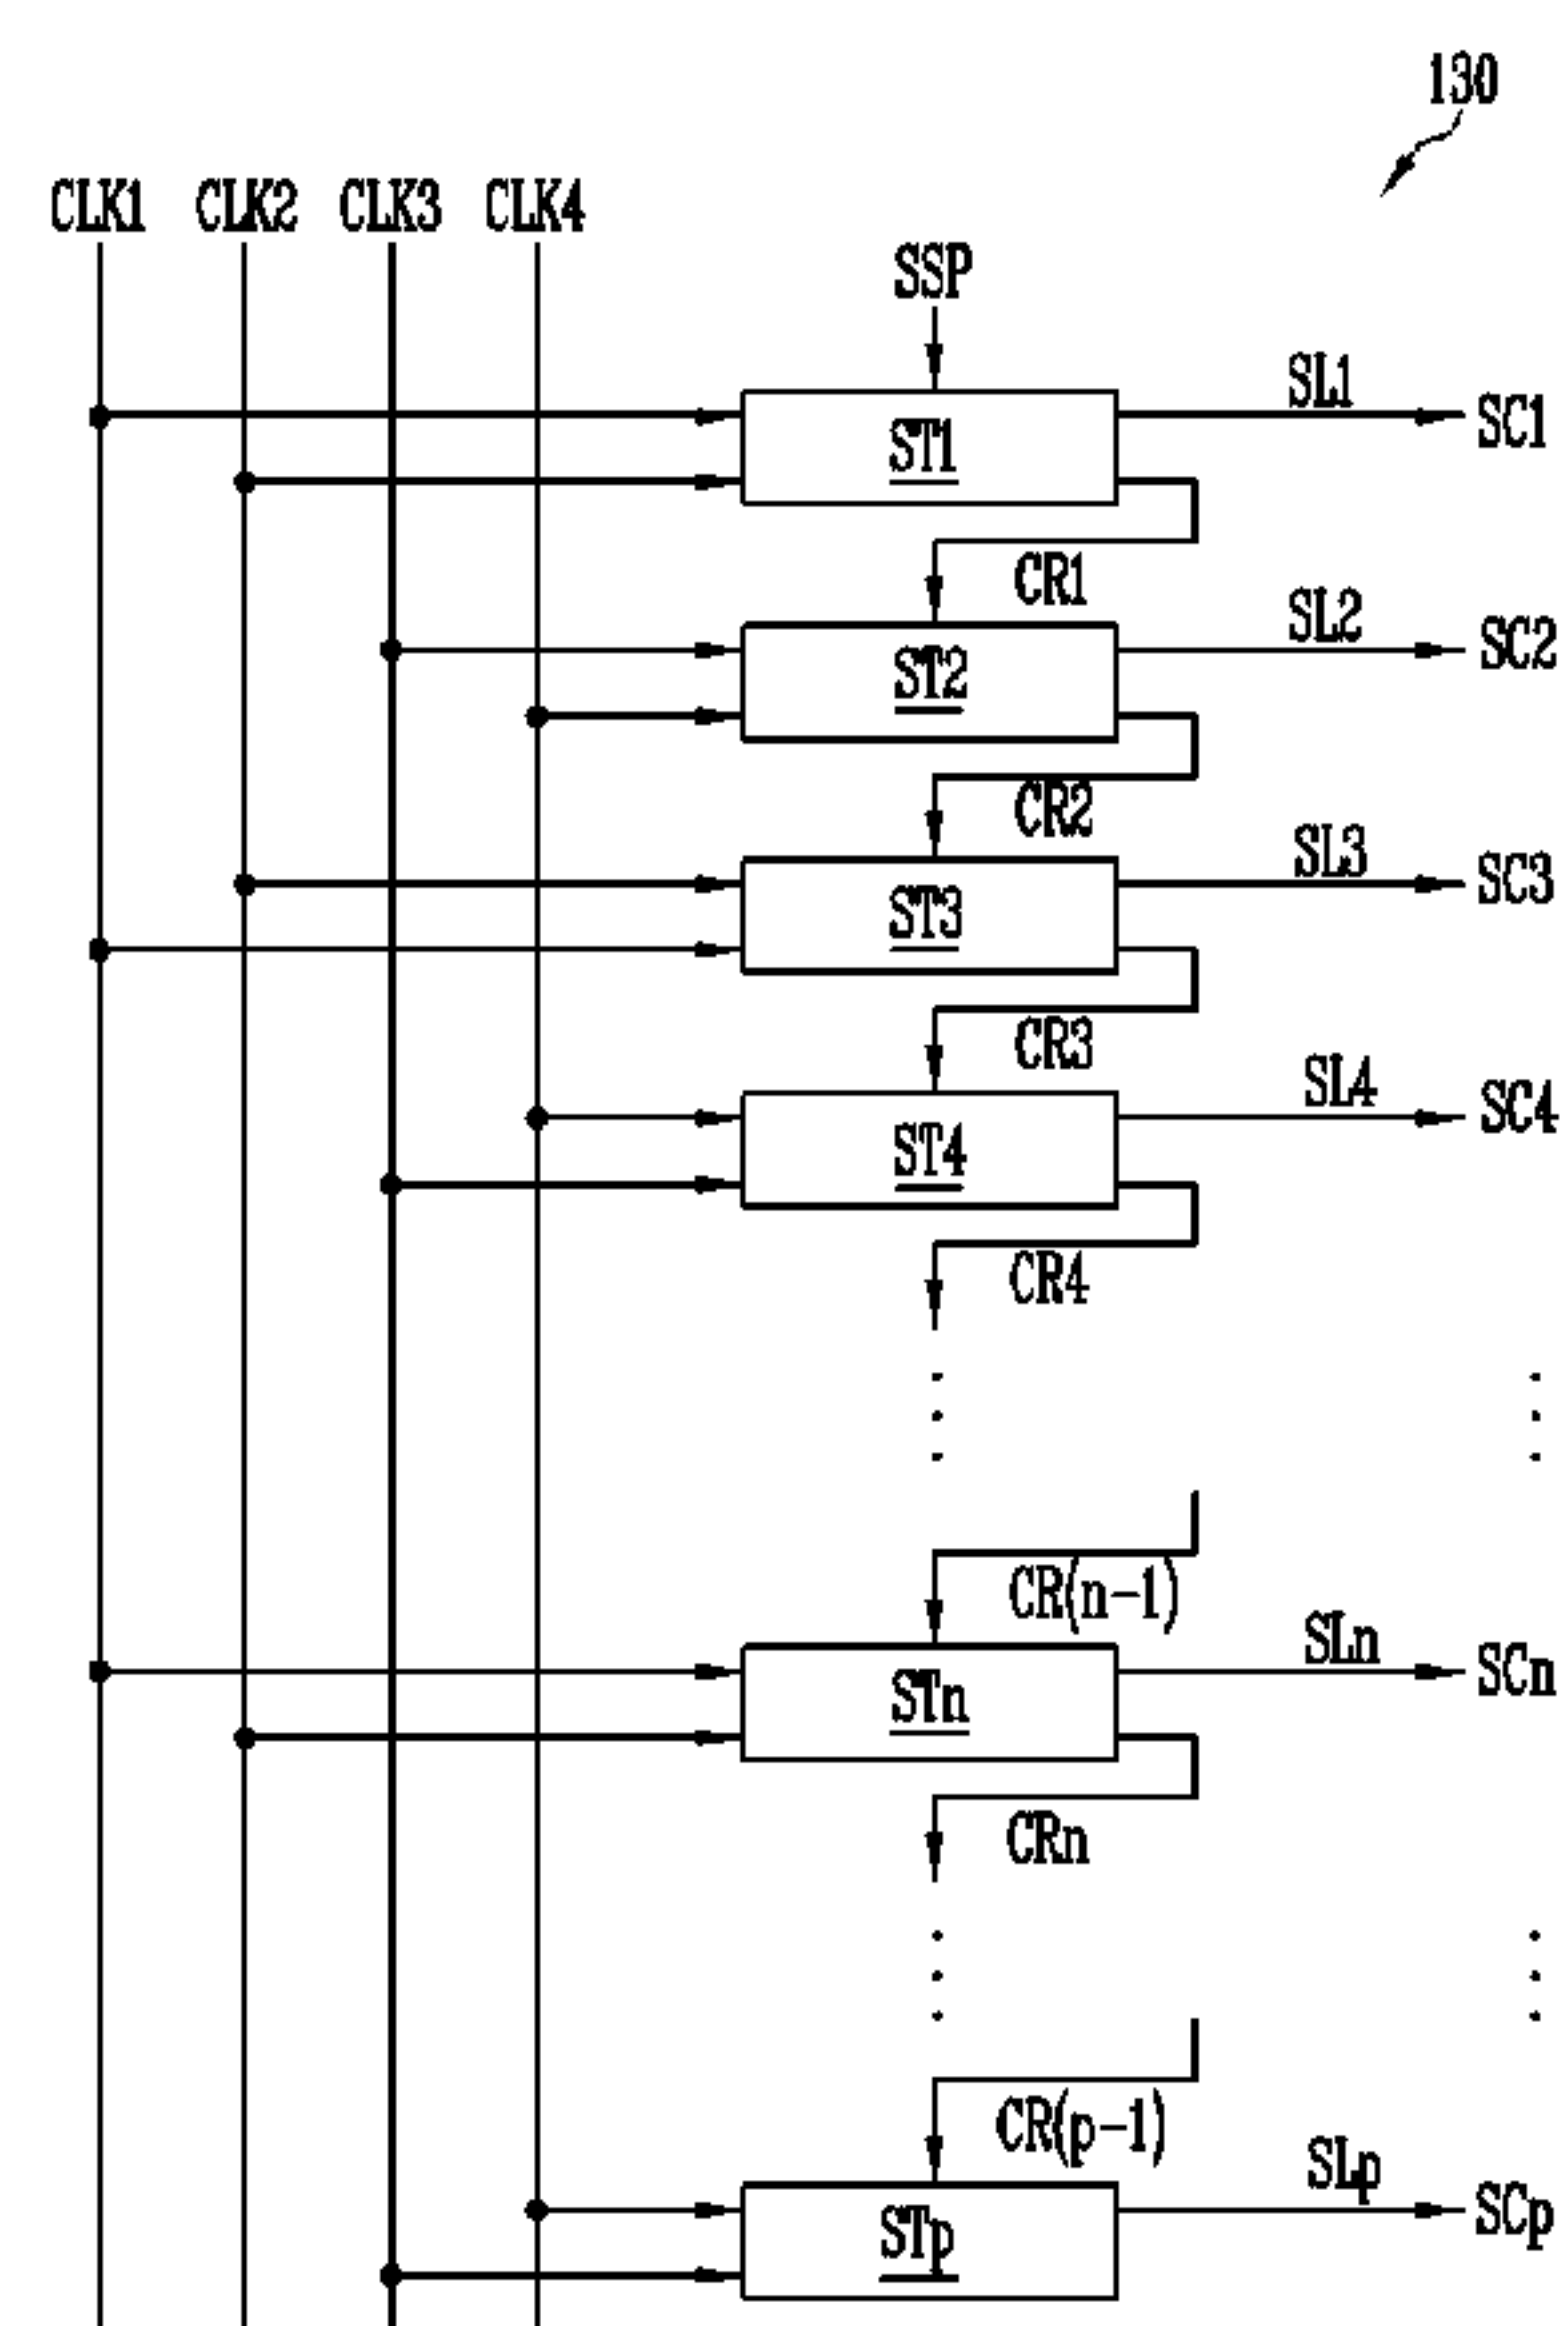 130
CLK1 CLK2 CLK3 CLK4
SSP
SL1
SC1
ST1
CR1
SL2
SC2
ST2
CR2
SL3
SC3
ST3
CR3
SL4
SC4
ST4
CR4
CR(n-1)
SLn
SCn
STn
CRn
CR(p-1)
SLp
SCp
STp